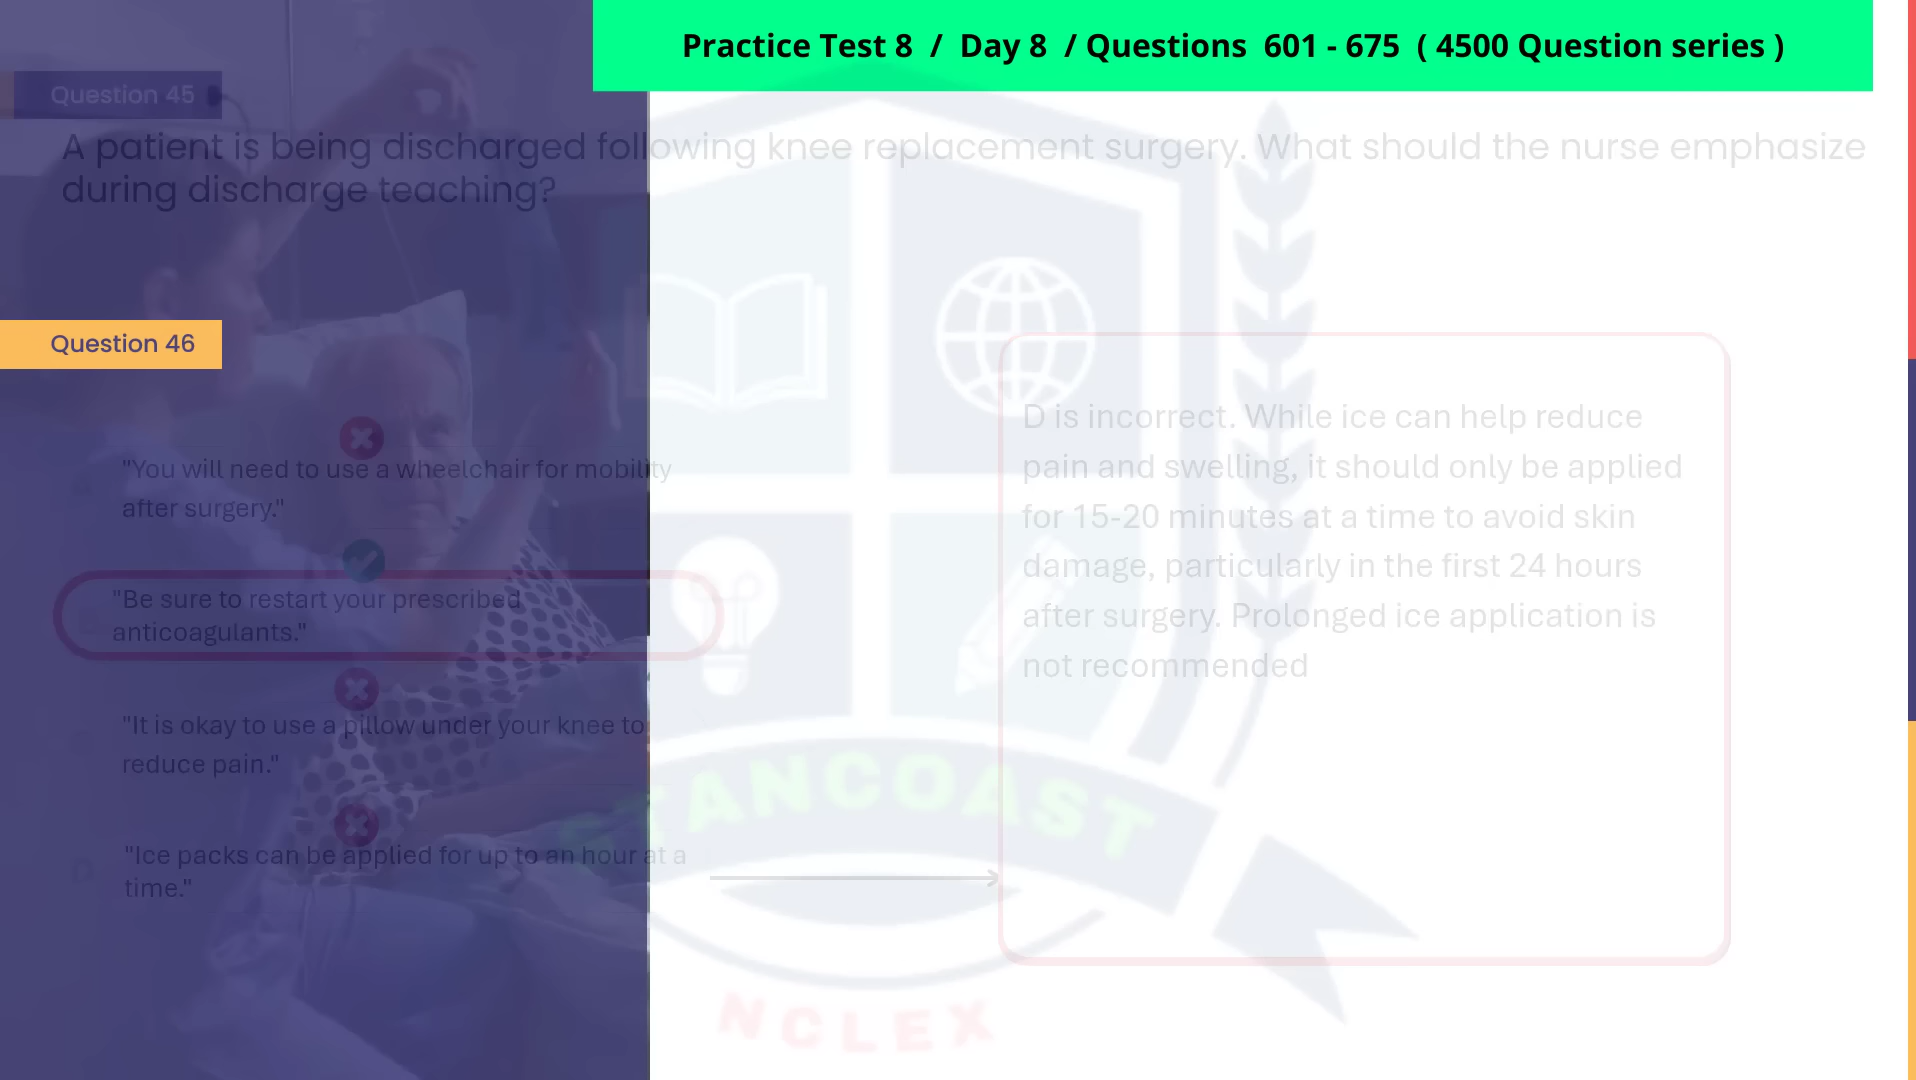 Practice Test 8 / Day 8 / Questions 601 - 675 ( 4500 Question series )
Question 45
A patient is being discharged following knee replacement surgery. What should the nurse emphasize
during discharge teaching?
Question 46
"You will need to use a wheelchair for mobility
after surgery."
"Be sure to restart your prescribed
anticoagulants."
"It is okay to use a pillow under your knee to
reduce pain."
D
"Ice packs can be applied for up to an hour at a
time."
D is incorrect. While ice can help reduce
pain and swelling, it should only be applied
for 15-20 minutes at a time to avoid skin
damage, particularly in the first 24 hours
after surgery. Prolonged ice application is
not recommended
STANCOAST
NCLEX